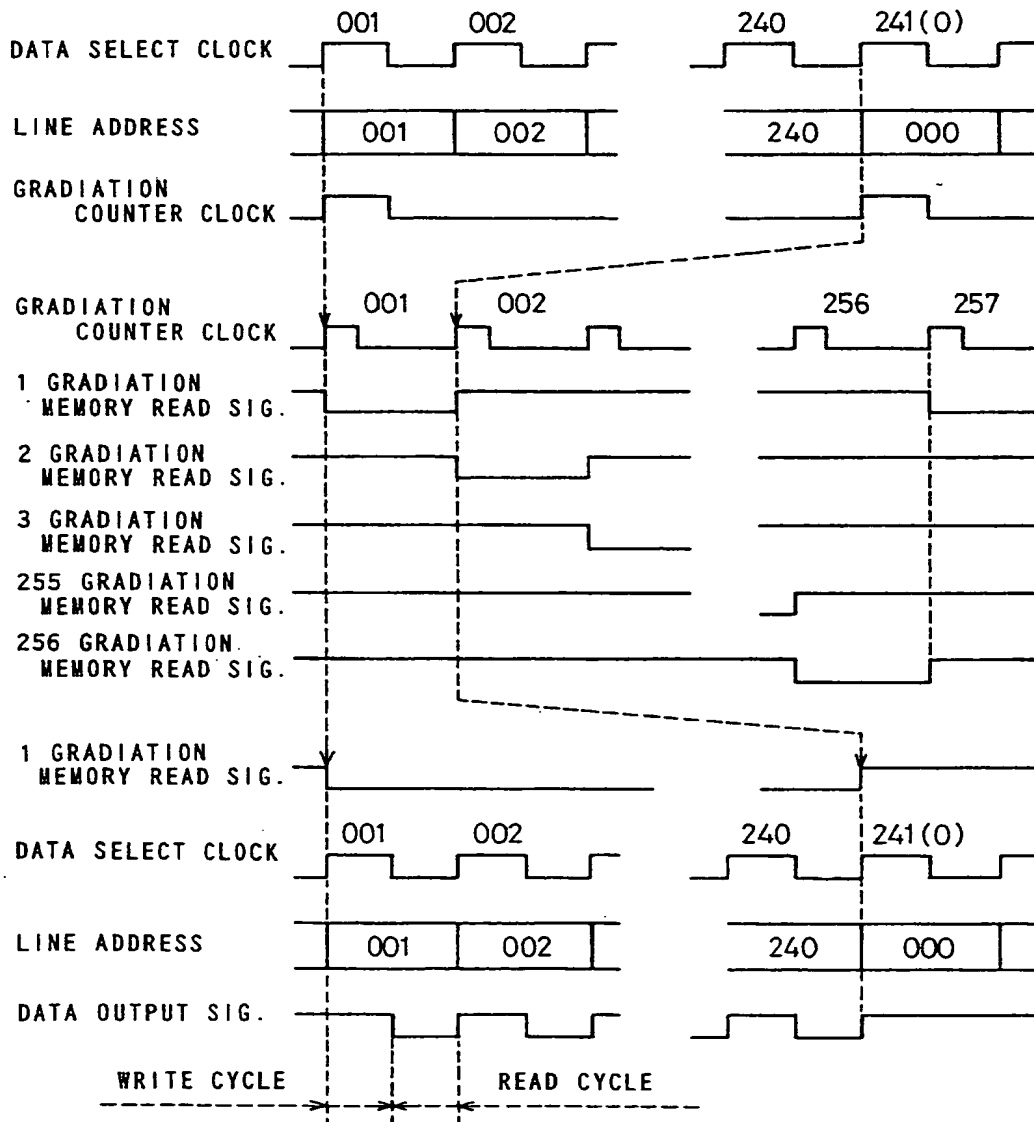 001 002 240 241(0)
DATA SELECT CLOCK
LINE ADDRESS 001 002 240 000
GRADIATION
COUNTER CLOCK
GRADIATION 001 002 256 257
COUNTER CLOCK
1 GRADIATION
MEMORY READ SIG.
2 GRADIATION
MEMORY READ SIG.
3 GRADIATION
MEMORY READ SIG.
255 GRADIATION
MEMORY READ SIG.
256 GRADIATION
MEMORY READ SIG.
1 GRADIATION
MEMORY READ SIG.
001 002 240 241(0)
DATA SELECT CLOCK
LINE ADDRESS 001 002 240 000
DATA OUTPUT SIG.
WRITE CYCLE READ CYCLE